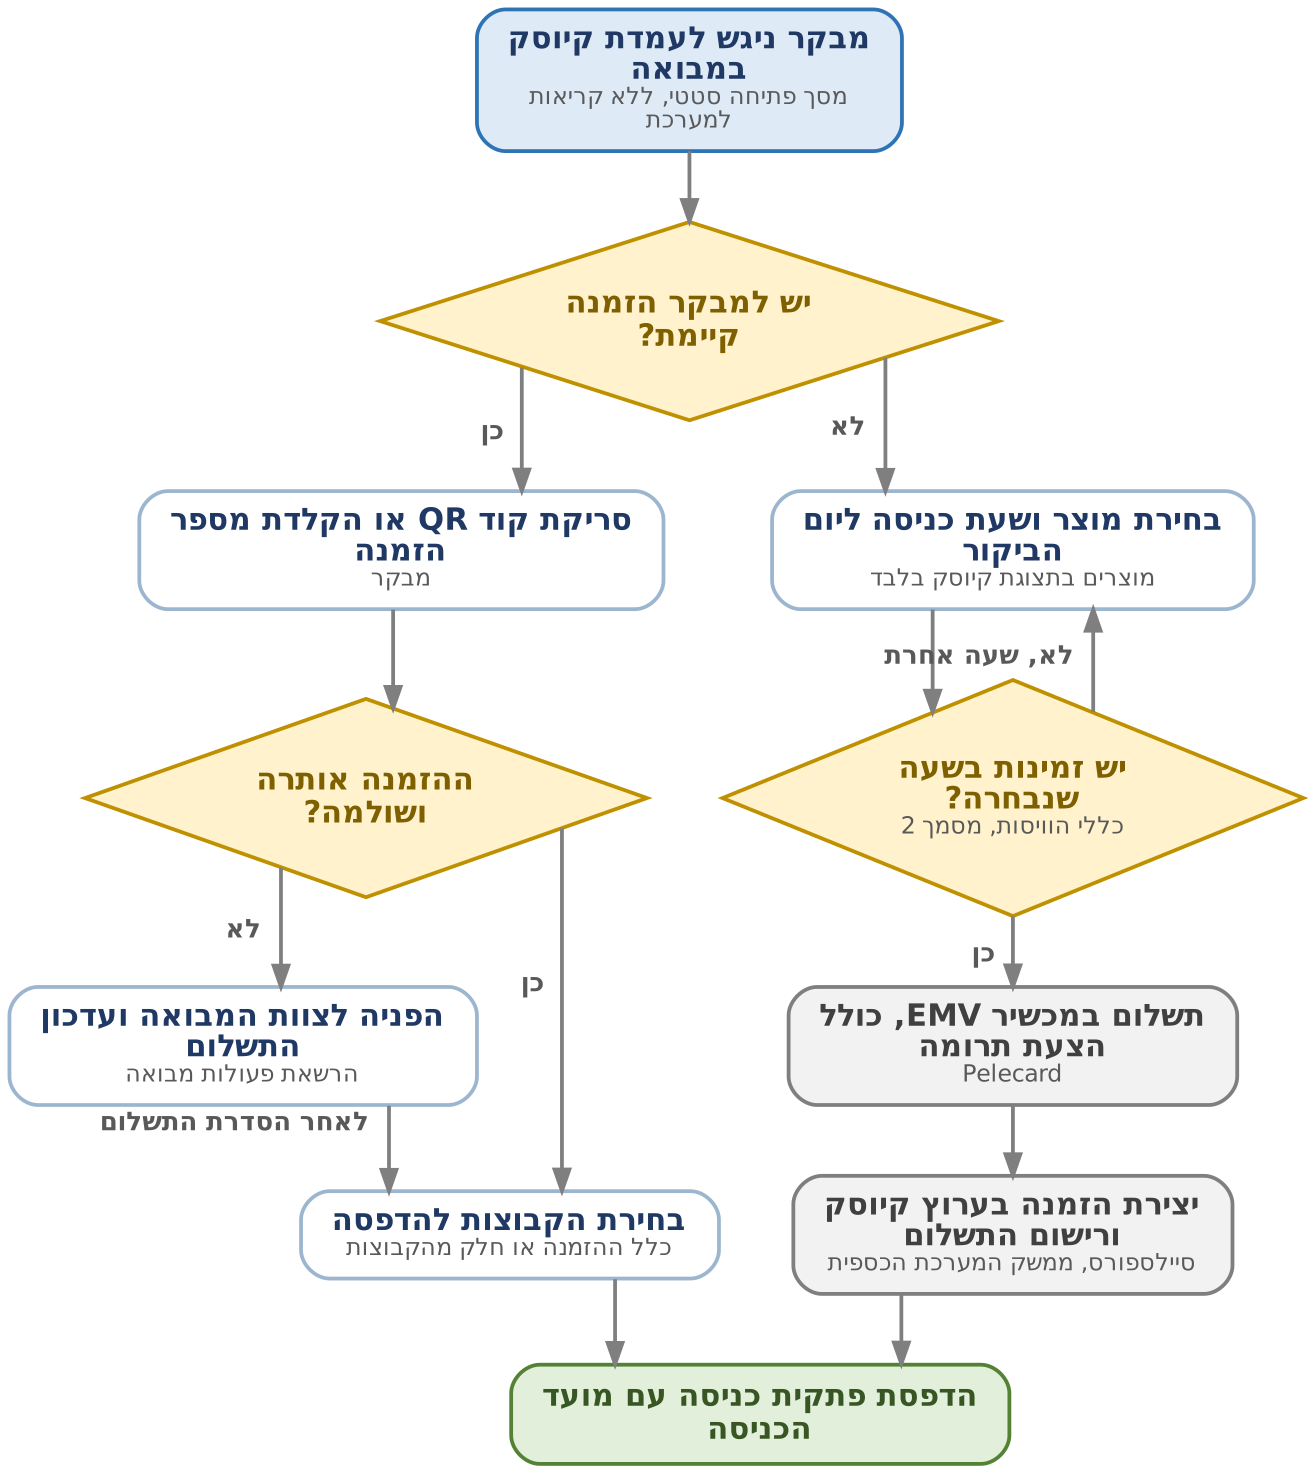 מבקר ניגש לעמדת קיוסק
במבואה
מסך פתיחה סטטי, ללא קריאות
למערכת
יש למבקר הזמנה
קיימת?
כן
לא
סריקת קוד QR או הקלדת מספר
הזמנה
מבקר
בחירת מוצר ושעת כניסה ליום
הביקור
מוצרים בתצוגת קיוסק בלבד
לא, שעה אחרת
ההזמנה אותרה
ושולמה?
יש זמינות בשעה
שנבחרה?
כללי הוויסות, מסמך 2
לא
כן
כן
הפניה לצוות המבואה ועדכון
התשלום
הרשאת פעולות מבואה
תשלום במכשיר EMV, כולל
הצעת תרומה
Pelecard
לאחר הסדרת התשלום
בחירת הקבוצות להדפסה
כלל ההזמנה או חלק מהקבוצות
יצירת הזמנה בערוץ קיוסק
ורישום התשלום
סיילספורס, ממשק המערכת הכספית
הדפסת פתקית כניסה עם מועד
הכניסה